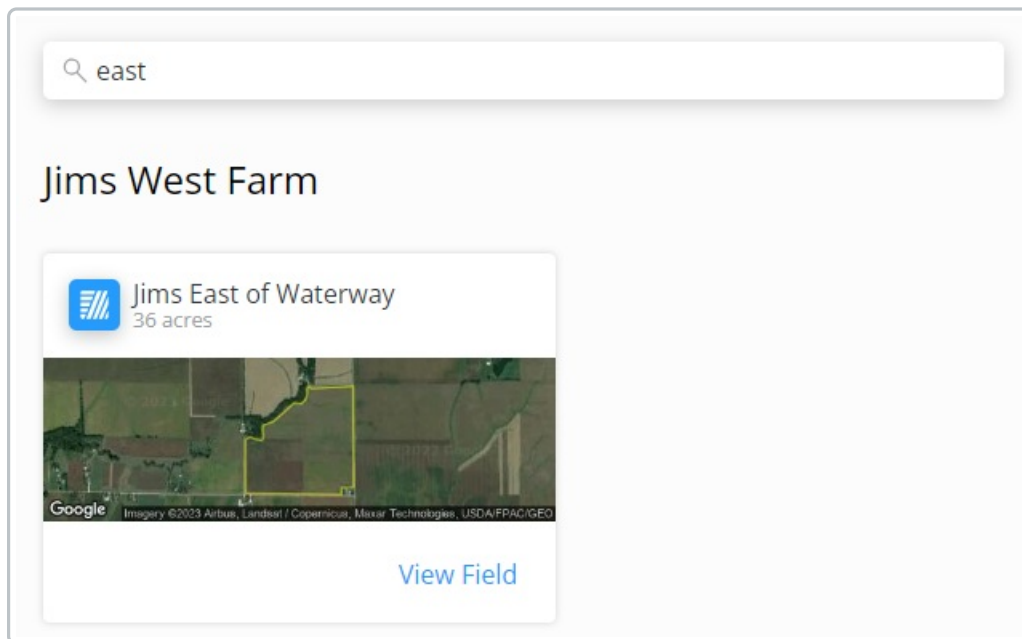 east
Jims West Farm
Jims East of Waterway
36 acres
Google
Imagery ©2023 Airbus, Landsat / Copernicus, Maxar Technologies, USDA/FPAC/GEO
View Field